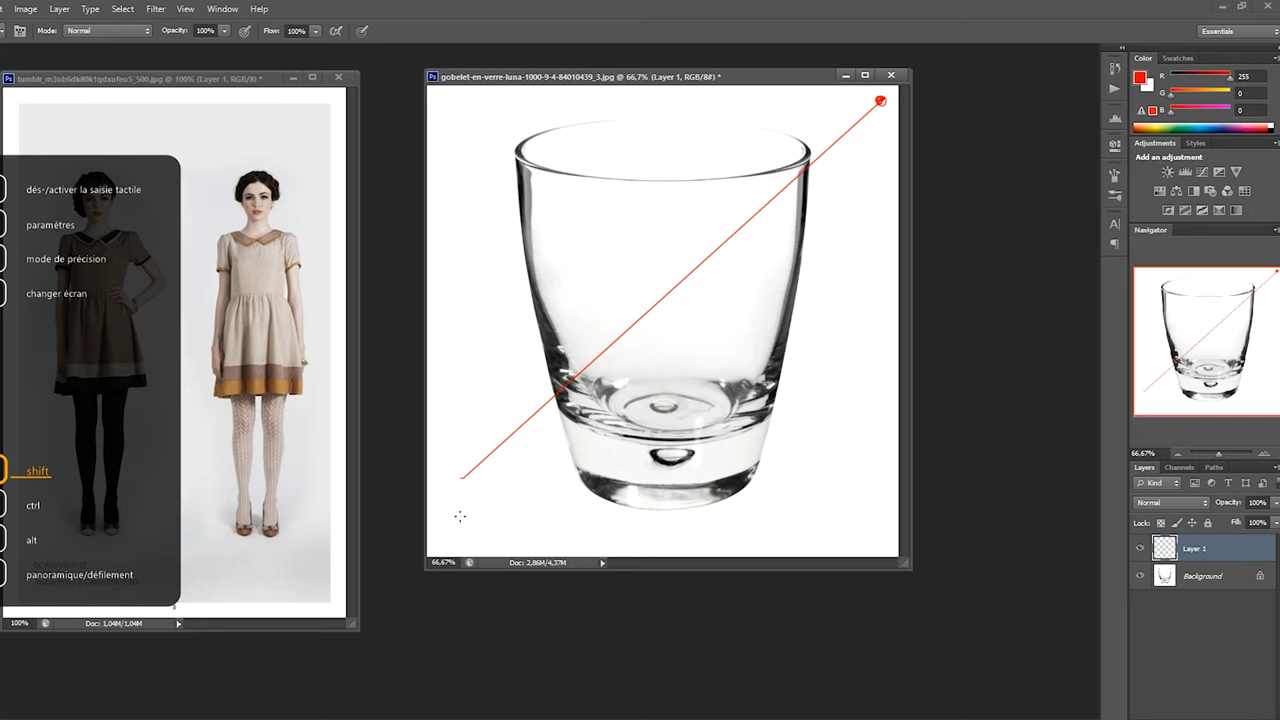 Image Layer Type Select Filter View Window Help
Mode: Normal Opacity: 100% Flow: 100% Essentials
tumblr_m3ob6dk80k1qdxufeo5_500.jpg @ 100% (Layer 1, RGB/8) *
gobelet-en-verre-luna-1000-9-4-84010439_3.jpg @ 66,7% (Layer 1, RGB/8#) *
dés-/activer la saisie tactile
paramètres
mode de précision
changer écran
shift
ctrl
alt
panoramique/défilement
100% Doc: 1,04M/1,04M
66.67% Doc: 2,86M/4,37M
Color Swatches
R 255
G 0
B 0
Adjustments Styles
Add an adjustment
Navigator
66.67%
Layers Channels Paths
Kind
Normal Opacity: 100%
Lock: Fill: 100%
Layer 1
Background